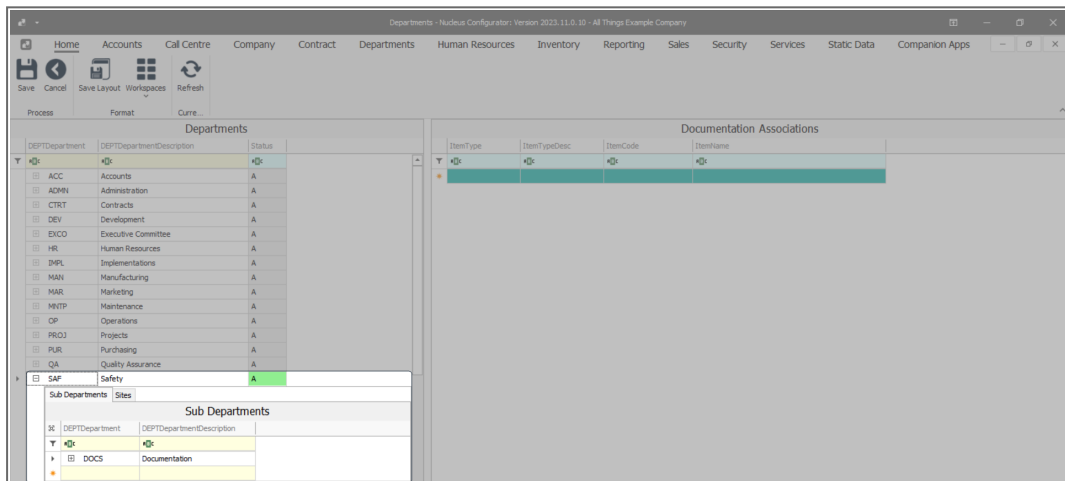 Departments - Nucleus Configurator: Version 2023.11.0.10 - All Things Example Company
Home Accounts Call Centre Company Contract Departments Human Resources Inventory Reporting Sales Security Services Static Data Companion Apps
Save Cancel Save Layout Workspaces Refresh
Process Format Curre...
Departments
DEPTDepartment DEPTDepartmentDescription Status
ACC Accounts A
ADMN Administration A
CTRT Contracts A
DEV Development A
EXCO Executive Committee A
HR Human Resources A
IMPL Implementations A
MAN Manufacturing A
MAR Marketing A
MNTP Maintenance A
OP Operations A
PROJ Projects A
PUR Purchasing A
QA Quality Assurance A
SAF Safety A
Sub Departments Sites
Sub Departments
DEPTDepartment DEPTDepartmentDescription
DOCS Documentation
Documentation Associations
ItemType ItemTypeDesc ItemCode ItemName